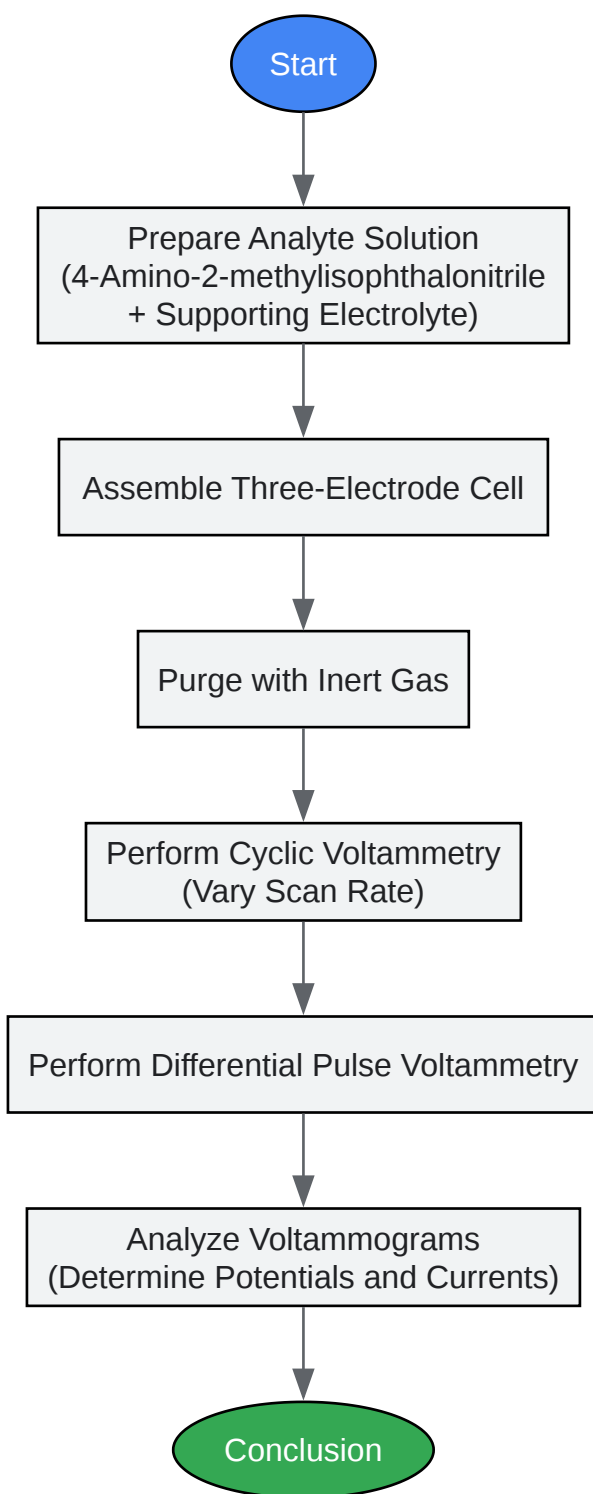 Start
Prepare Analyte Solution
(4-Amino-2-methylisophthalonitrile
+ Supporting Electrolyte)
Assemble Three-Electrode Cell
Purge with Inert Gas
Perform Cyclic Voltammetry
(Vary Scan Rate)
Perform Differential Pulse Voltammetry
Analyze Voltammograms
(Determine Potentials and Currents)
Conclusion